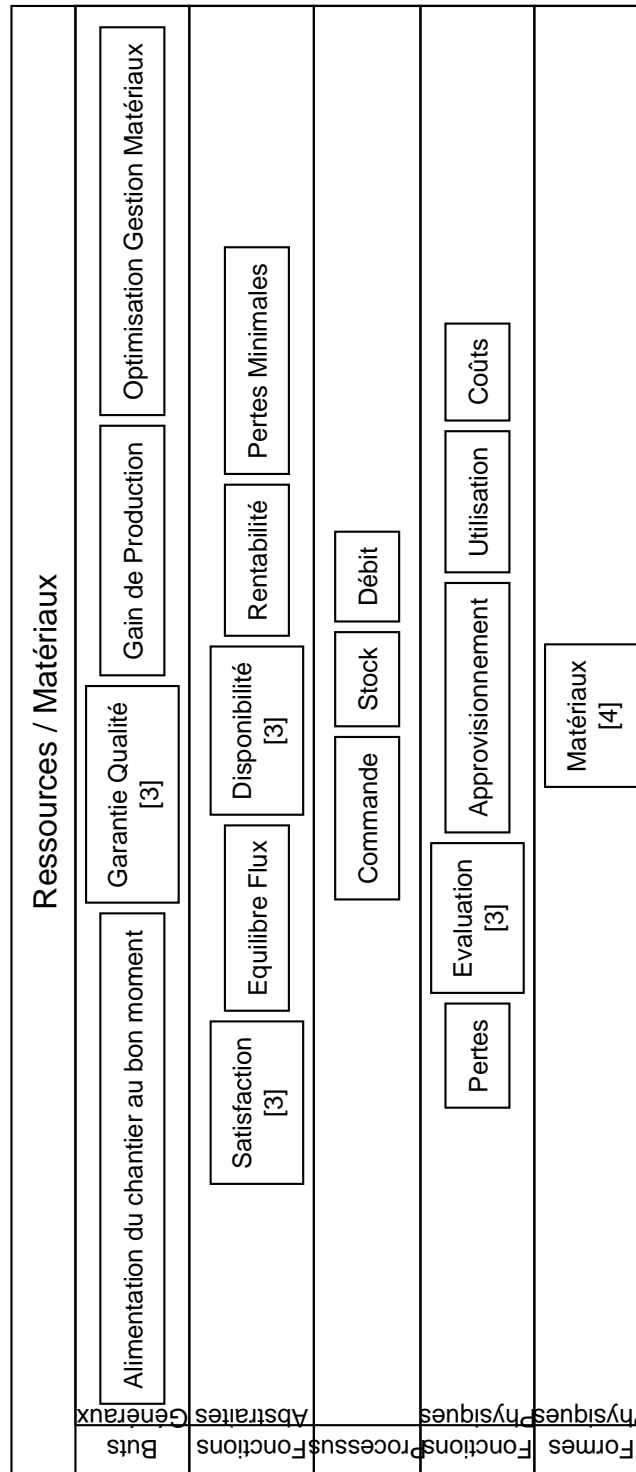 Ressources / Matériaux
Buts
Généraux
Alimentation du chantier au bon moment
Garantie Qualité
[3]
Gain de Production
Optimisation Gestion Matériaux
Fonctions
Abstraites
Satisfaction
[3]
Equilibre Flux
Disponibilité
[3]
Rentabilité
Pertes Minimales
Processus
Commande
Stock
Débit
Fonctions
Physiques
Pertes
Evaluation
[3]
Approvisionnement
Utilisation
Coûts
Formes
Physiques
Matériaux
[4]